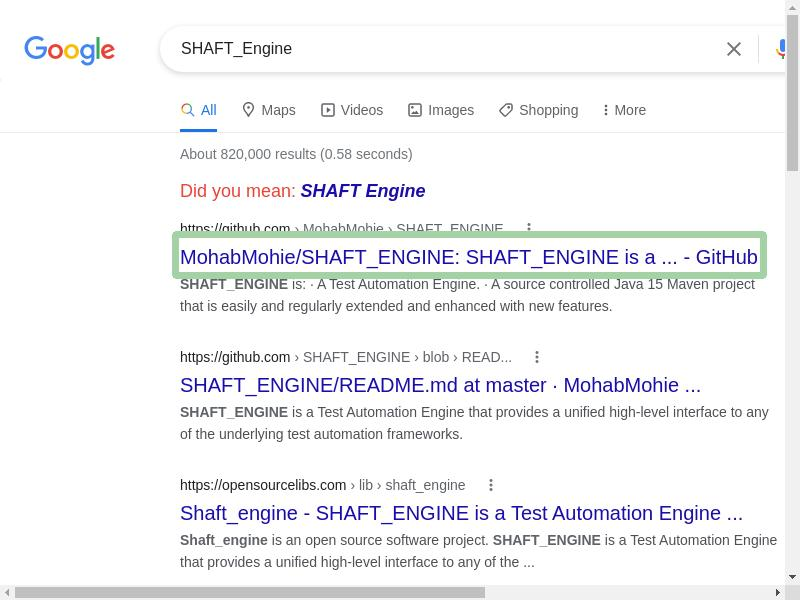 Google
SHAFT_Engine
All Maps Videos Images Shopping More
About 820,000 results (0.58 seconds)
Did you mean: SHAFT Engine
https://github.com › MohabMohie › SHAFT_ENGINE
MohabMohie/SHAFT_ENGINE: SHAFT_ENGINE is a ... - GitHub
SHAFT_ENGINE is: · A Test Automation Engine. · A source controlled Java 15 Maven project
that is easily and regularly extended and enhanced with new features.
https://github.com › SHAFT_ENGINE › blob › READ...
SHAFT_ENGINE/README.md at master · MohabMohie ...
SHAFT_ENGINE is a Test Automation Engine that provides a unified high-level interface to any
of the underlying test automation frameworks.
https://opensourcelibs.com › lib › shaft_engine
Shaft_engine - SHAFT_ENGINE is a Test Automation Engine ...
Shaft_engine is an open source software project. SHAFT_ENGINE is a Test Automation Engine
that provides a unified high-level interface to any of the ...